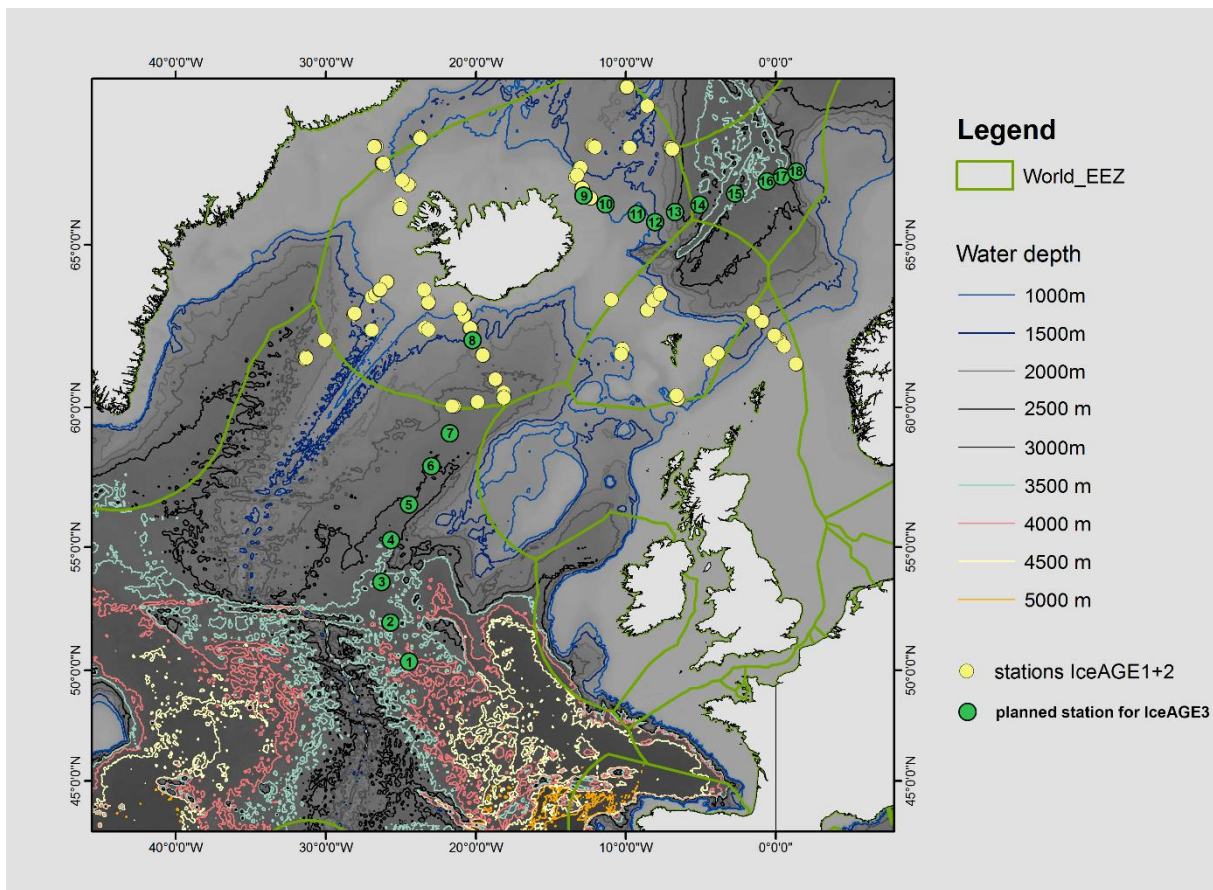 40°0'0"W 30°0'0"W 20°0'0"W 10°0'0"W 0°0'0"
65°0'0"N 65°0'0"N
60°0'0"N 60°0'0"N
55°0'0"N 55°0'0"N
50°0'0"N 50°0'0"N
45°0'0"N 45°0'0"N
18
17
16
15
14
13
12
11
10
9
8
7
6
5
4
3
2
1
40°0'0"W 30°0'0"W 20°0'0"W 10°0'0"W 0°0'0"
Legend
World_EEZ
Water depth
1000m
1500m
2000m
2500 m
3000m
3500 m
4000 m
4500 m
5000 m
stations IceAGE1+2
planned station for IceAGE3